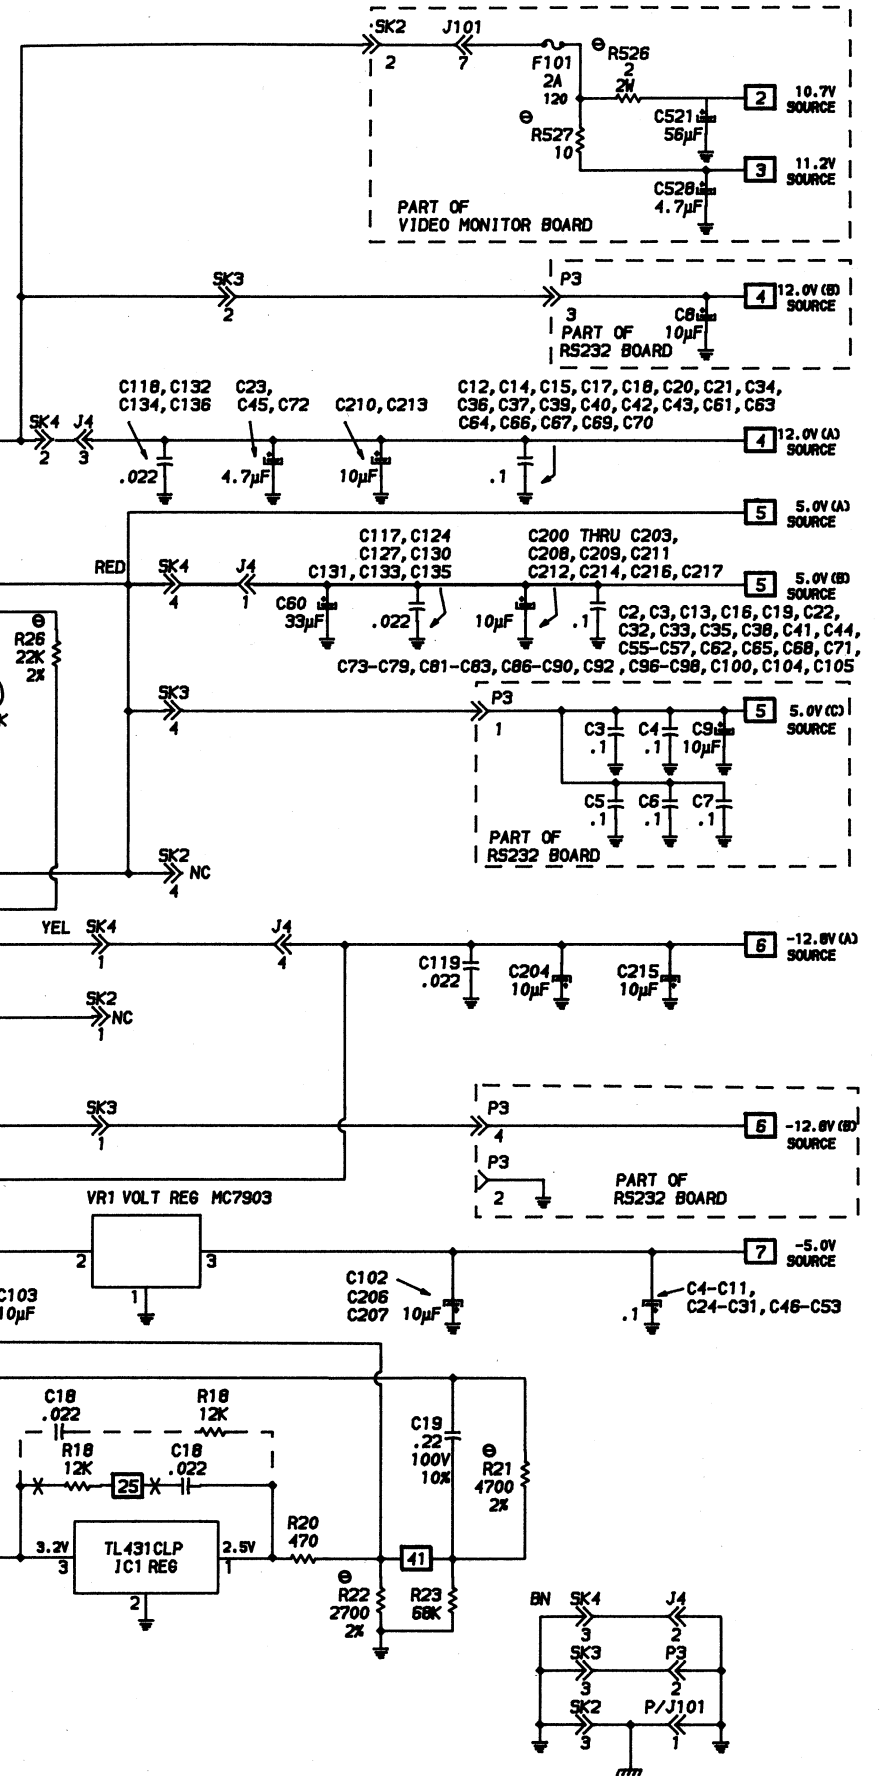 SK2
J101
2
7
F101
2A
120
R526
2
2W
2
10.7V
SOURCE
C521
56µF
R527
10
3
11.2V
SOURCE
C528
4.7µF
PART OF
VIDEO MONITOR BOARD
SK3
2
P3
3
4
12.0V(B)
SOURCE
C8
10µF
PART OF
RS232 BOARD
C118, C132
C134, C136
C23,
C45, C72
C210, C213
C12, C14, C15, C17, C18, C20, C21, C34,
C36, C37, C39, C40, C42, C43, C61, C63
C64, C66, C67, C69, C70
SK4
J4
2
3
.022
4.7µF
10µF
.1
4
12.0V(A)
SOURCE
5
5.0V(A)
SOURCE
C117, C124
C127, C130
C131, C133, C135
C200 THRU C203,
C208, C209, C211
C212, C214, C216, C217
RED
SK4
J4
4
1
C60
33µF
.022
10µF
.1
5
5.0V(B)
SOURCE
C2, C3, C13, C16, C19, C22,
C32, C33, C35, C38, C41, C44,
C55-C57, C62, C65, C68, C71,
C73-C79, C81-C83, C86-C90, C92, C96-C98, C100, C104, C105
R26
22K
2%
K
SK3
4
P3
1
5
5.0V(C)
SOURCE
C3
.1
C4
.1
C9
10µF
C5
.1
C6
.1
C7
.1
PART OF
RS232 BOARD
SK2
NC
4
YEL
SK4
1
J4
4
C119
.022
C204
10µF
C215
10µF
6
-12.8V(A)
SOURCE
SK2
NC
1
SK3
1
P3
4
6
-12.8V(B)
SOURCE
P3
2
PART OF
RS232 BOARD
VR1 VOLT REG MC7903
2
3
1
C103
10µF
C102
C206
C207
10µF
.1
C4-C11,
C24-C31, C46-C53
7
-5.0V
SOURCE
C18
.022
R18
12K
R18
12K
25
C18
.022
3.2V
3
TL431CLP
IC1 REG
2.5V
1
2
R20
470
C19
.22
100V
10%
R21
4700
2%
41
R22
2700
2%
R23
68K
BN
SK4
J4
3
2
SK3
P3
3
2
SK2
P/J101
3
1